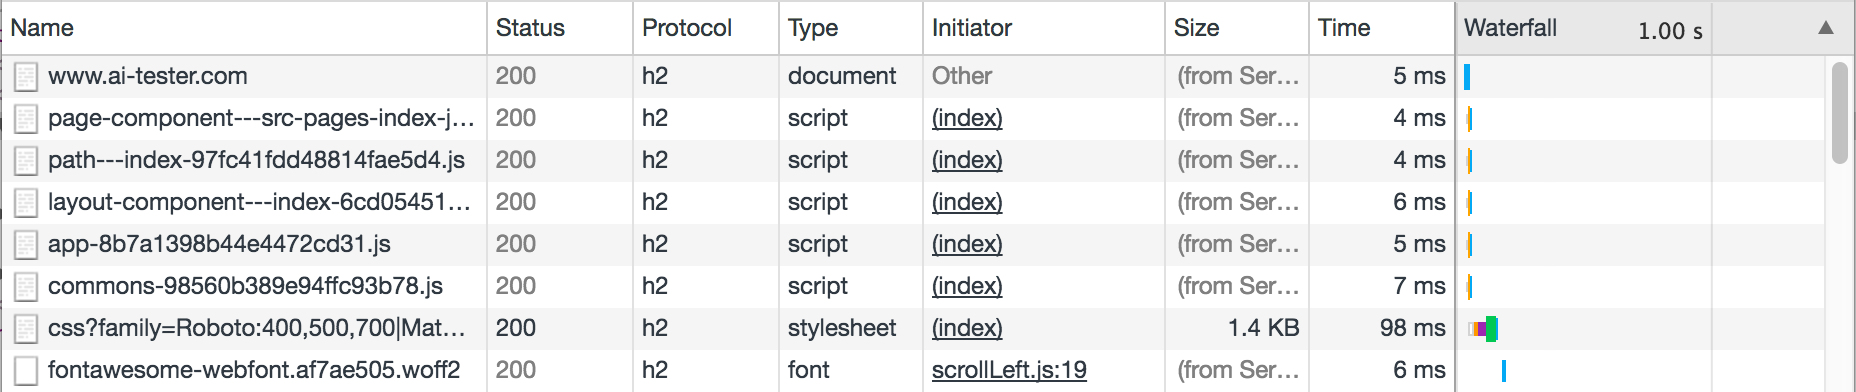 Name Status Protocol Type Initiator Size Time Waterfall 1.00 s ▲
www.ai-tester.com 200 h2 document Other (from Ser… 5 ms
page-component---src-pages-index-j… 200 h2 script (index) (from Ser… 4 ms
path---index-97fc41fdd48814fae5d4.js 200 h2 script (index) (from Ser… 4 ms
layout-component---index-6cd05451… 200 h2 script (index) (from Ser… 6 ms
app-8b7a1398b44e4472cd31.js 200 h2 script (index) (from Ser… 5 ms
commons-98560b389e94ffc93b78.js 200 h2 script (index) (from Ser… 7 ms
css?family=Roboto:400,500,700|Mat… 200 h2 stylesheet (index) 1.4 KB 98 ms
fontawesome-webfont.af7ae505.woff2 200 h2 font scrollLeft.js:19 (from Ser… 6 ms